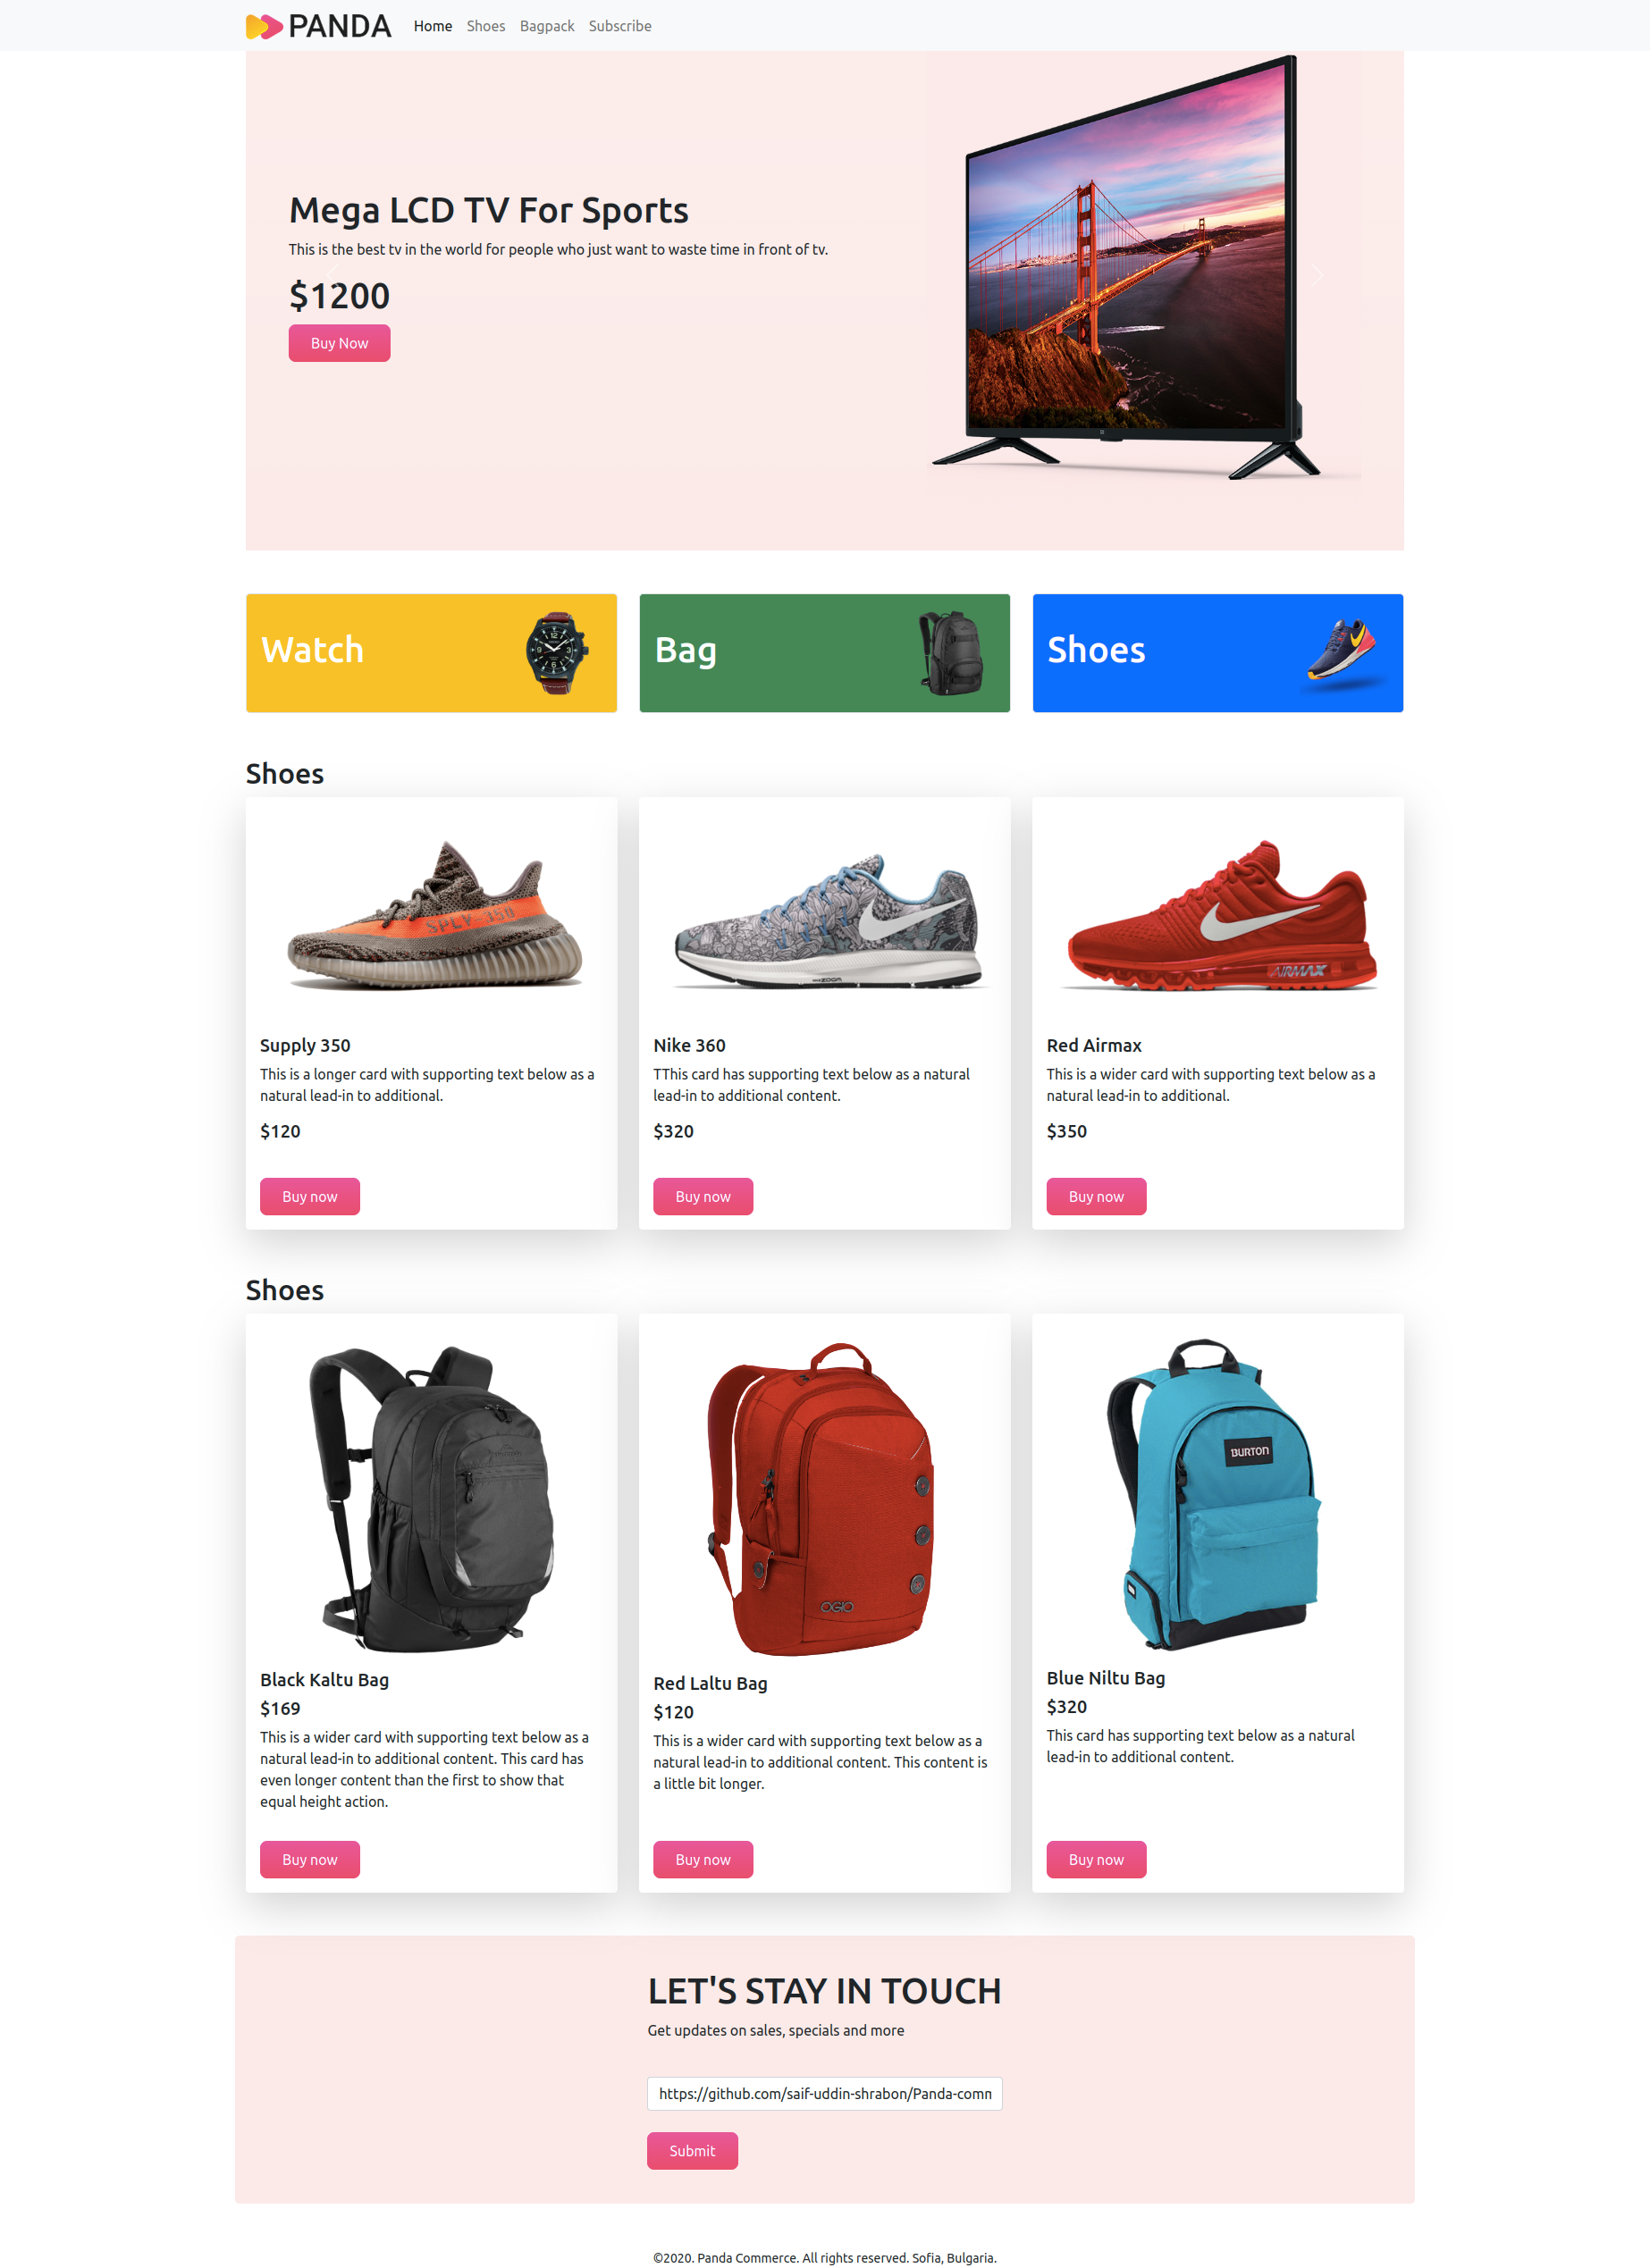 PANDA Home Shoes Bagpack Subscribe
Mega LCD TV For Sports
This is the best tv in the world for people who just want to waste time in front of tv.
$1200
Buy Now
Watch
Bag
Shoes
Shoes
SPLY-350
ZOOM
AIRMAX
Supply 350
This is a longer card with supporting text below as a
natural lead-in to additional.
$120
Buy now
Nike 360
TThis card has supporting text below as a natural
lead-in to additional content.
$320
Buy now
Red Airmax
This is a wider card with supporting text below as a
natural lead-in to additional.
$350
Buy now
Shoes
OGIO
BURTON
Black Kaltu Bag
$169
This is a wider card with supporting text below as a
natural lead-in to additional content. This card has
even longer content than the first to show that
equal height action.
Buy now
Red Laltu Bag
$120
This is a wider card with supporting text below as a
natural lead-in to additional content. This content is
a little bit longer.
Buy now
Blue Niltu Bag
$320
This card has supporting text below as a natural
lead-in to additional content.
Buy now
LET'S STAY IN TOUCH
Get updates on sales, specials and more
https://github.com/saif-uddin-shrabon/Panda-comm
Submit
©2020. Panda Commerce. All rights reserved. Sofia, Bulgaria.